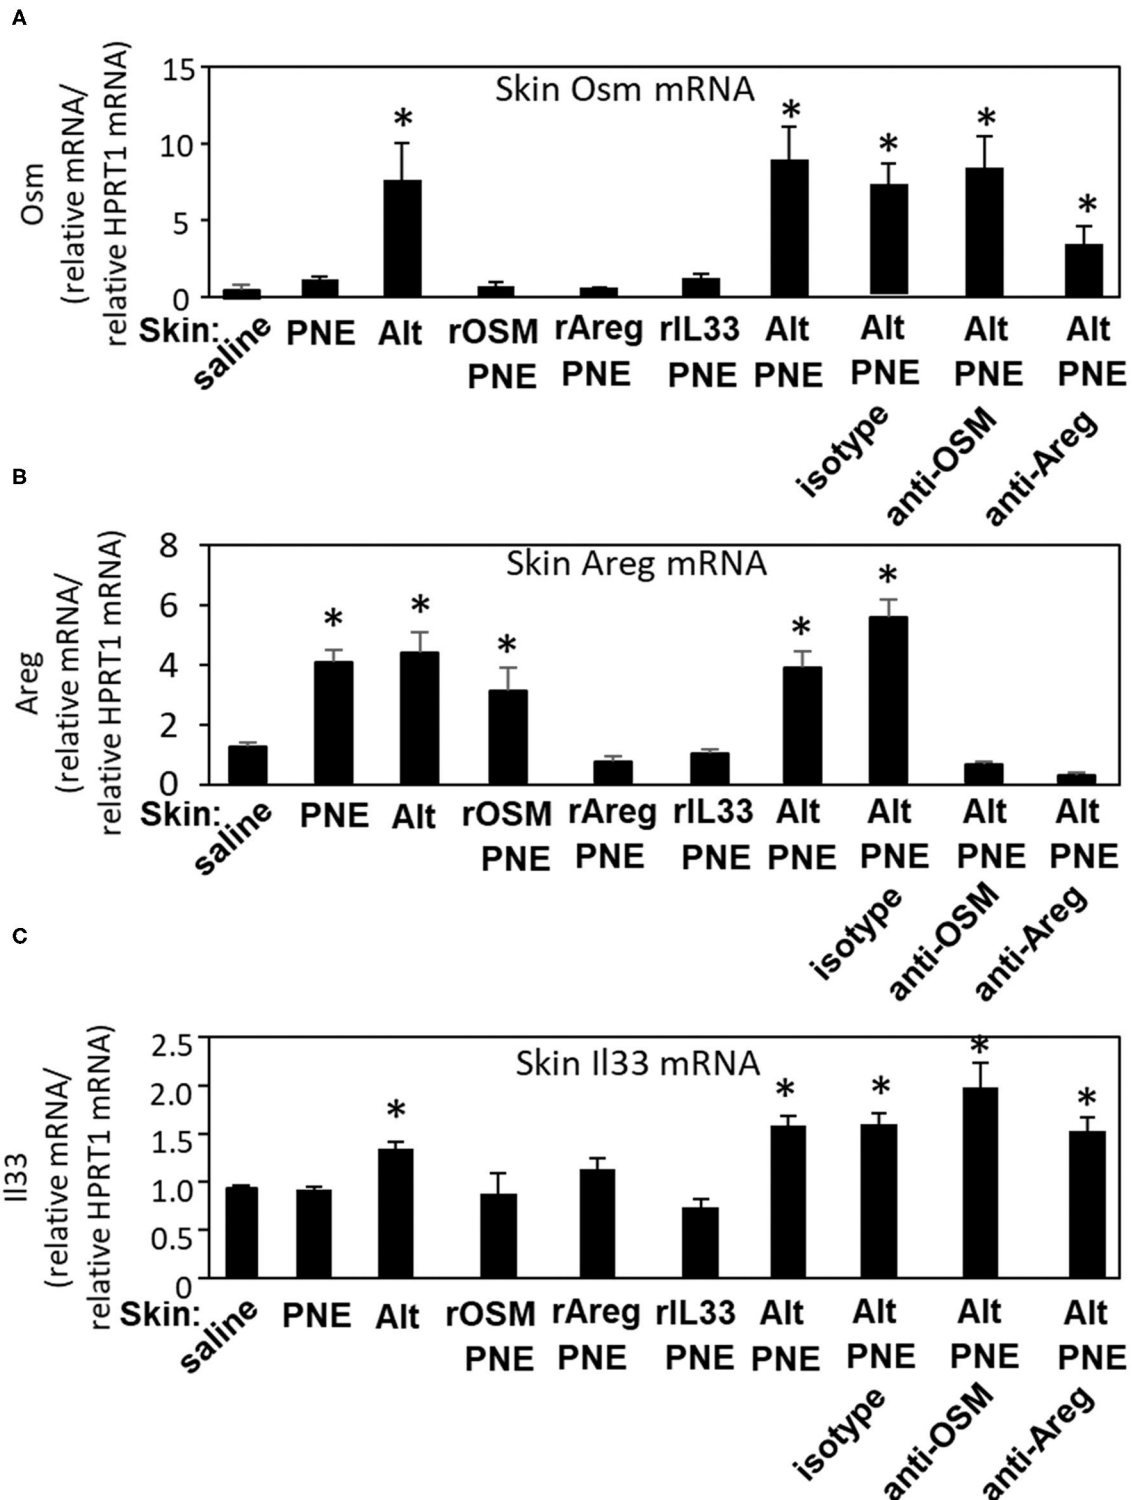 A
Skin Osm mRNA
Osm
(relative mRNA/
relative HPRT1 mRNA)
15
10
5
0
*
*
*
*
*
Skin: saline PNE Alt rOSM rAreg rIL33 Alt Alt Alt Alt
PNE PNE PNE PNE PNE PNE PNE
isotype anti-OSM anti-Areg
B
Skin Areg mRNA
Areg
(relative mRNA/
relative HPRT1 mRNA)
8
6
4
2
0
*
*
*
*
*
Skin: saline PNE Alt rOSM rAreg rIL33 Alt Alt Alt Alt
PNE PNE PNE PNE PNE PNE PNE
isotype anti-OSM anti-Areg
C
Skin Il33 mRNA
Il33
(relative mRNA/
relative HPRT1 mRNA)
2.5
2.0
1.5
1.0
0.5
0
*
*
*
*
*
Skin: saline PNE Alt rOSM rAreg rIL33 Alt Alt Alt Alt
PNE PNE PNE PNE PNE PNE PNE
isotype anti-OSM anti-Areg